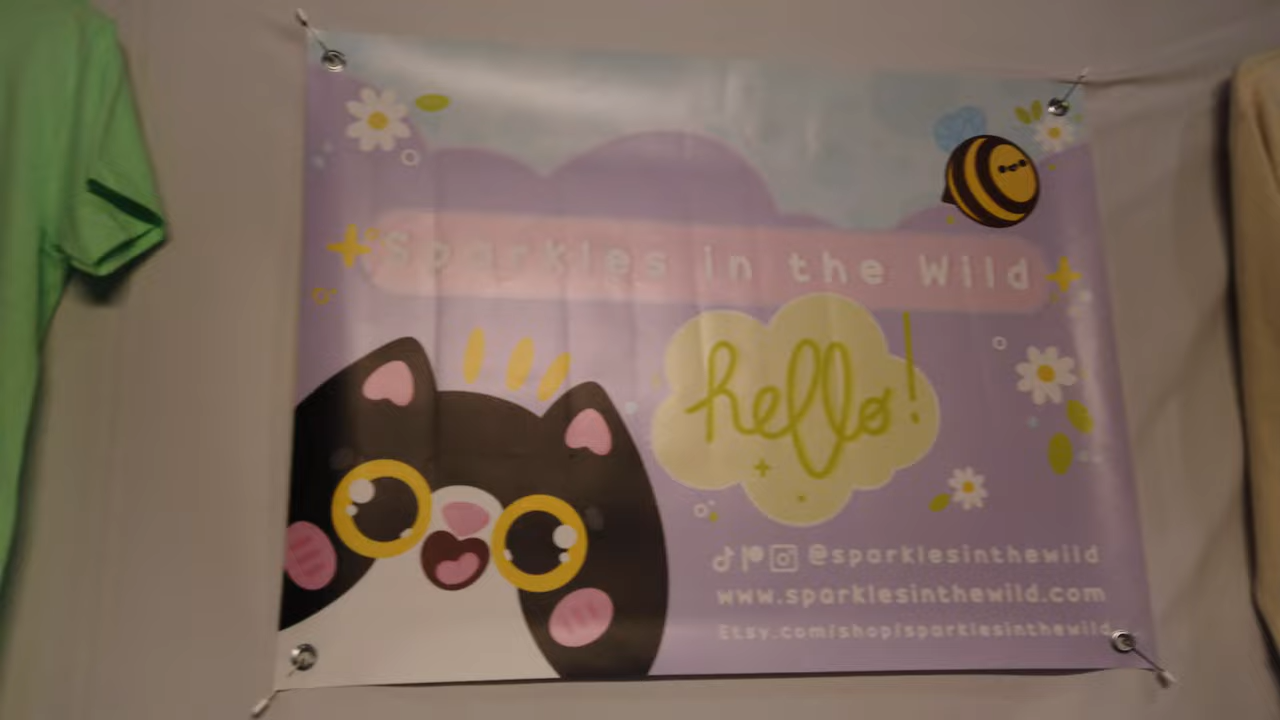 Sparkles in the Wild
hello!
@sparklesinthewild
www.sparklesinthewild.com
Etsy.com/shop/sparklesinthewild